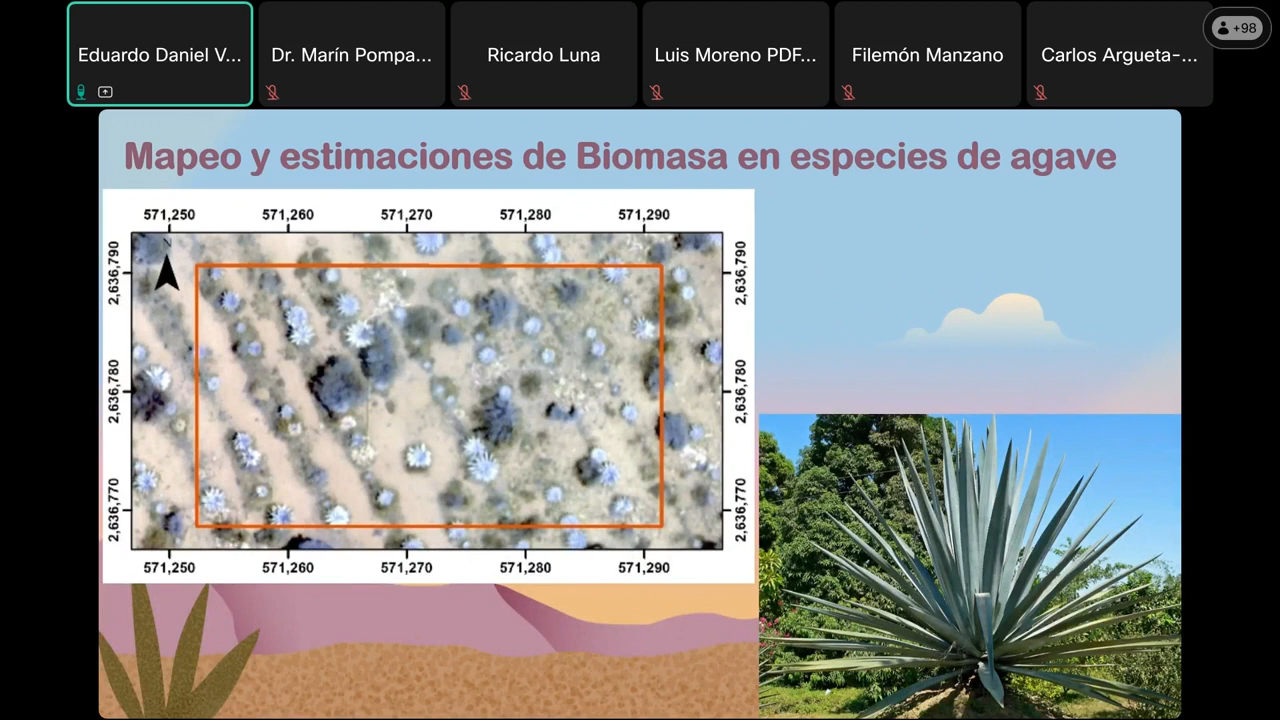 Eduardo Daniel V...
Dr. Marín Pompa...
Ricardo Luna
Luis Moreno PDF...
Filemón Manzano
Carlos Argueta-...
+98
Mapeo y estimaciones de Biomasa en especies de agave
571,250 571,260 571,270 571,280 571,290
N
2,636,790 2,636,790
2,636,780 2,636,780
2,636,770 2,636,770
571,250 571,260 571,270 571,280 571,290